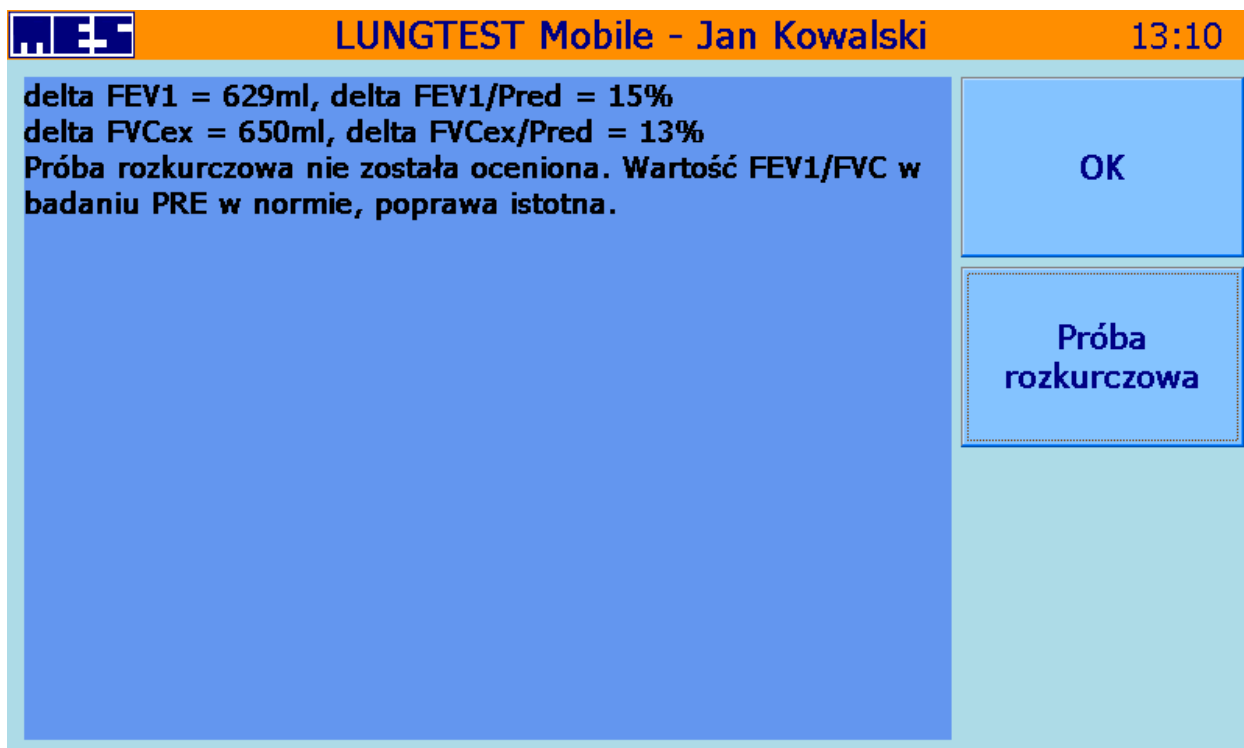 MES
LUNGTEST Mobile - Jan Kowalski
13:10
delta FEV1 = 629ml, delta FEV1/Pred = 15%
delta FVCex = 650ml, delta FVCex/Pred = 13%
Próba rozkurczowa nie została oceniona. Wartość FEV1/FVC w
badaniu PRE w normie, poprawa istotna.
OK
Próba
rozkurczowa